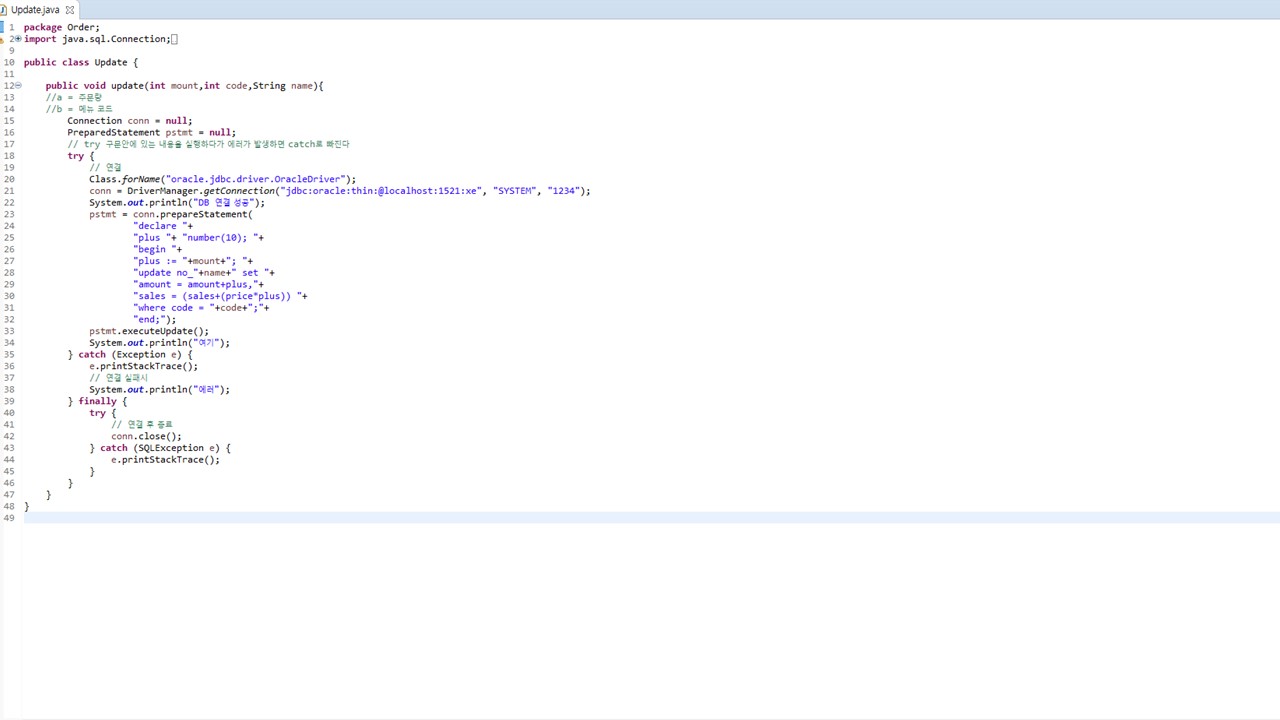 Update.java
1 package Order;
2 import java.sql.Connection;
9
10 public class Update {
11
12 public void update(int mount,int code,String name){
13 //a = 주문량
14 //b = 메뉴 코드
15 Connection conn = null;
16 PreparedStatement pstmt = null;
17 // try 구문안에 있는 내용을 실행하다가 에러가 발생하면 catch로 빠진다
18 try {
19 // 연결
20 Class.forName("oracle.jdbc.driver.OracleDriver");
21 conn = DriverManager.getConnection("jdbc:oracle:thin:@localhost:1521:xe", "SYSTEM", "1234");
22 System.out.println("DB 연결 성공");
23 pstmt = conn.prepareStatement(
24 "declare "+
25 "plus "+ "number(10); "+
26 "begin "+
27 "plus := "+mount+"; "+
28 "update no_"+name+" set "+
29 "amount = amount+plus,"+
30 "sales = (sales+(price*plus)) "+
31 "where code = "+code+";"+
32 "end;");
33 pstmt.executeUpdate();
34 System.out.println("여기");
35 } catch (Exception e) {
36 e.printStackTrace();
37 // 연결 실패시
38 System.out.println("에러");
39 } finally {
40 try {
41 // 연결 후 종료
42 conn.close();
43 } catch (SQLException e) {
44 e.printStackTrace();
45 }
46 }
47 }
48 }
49